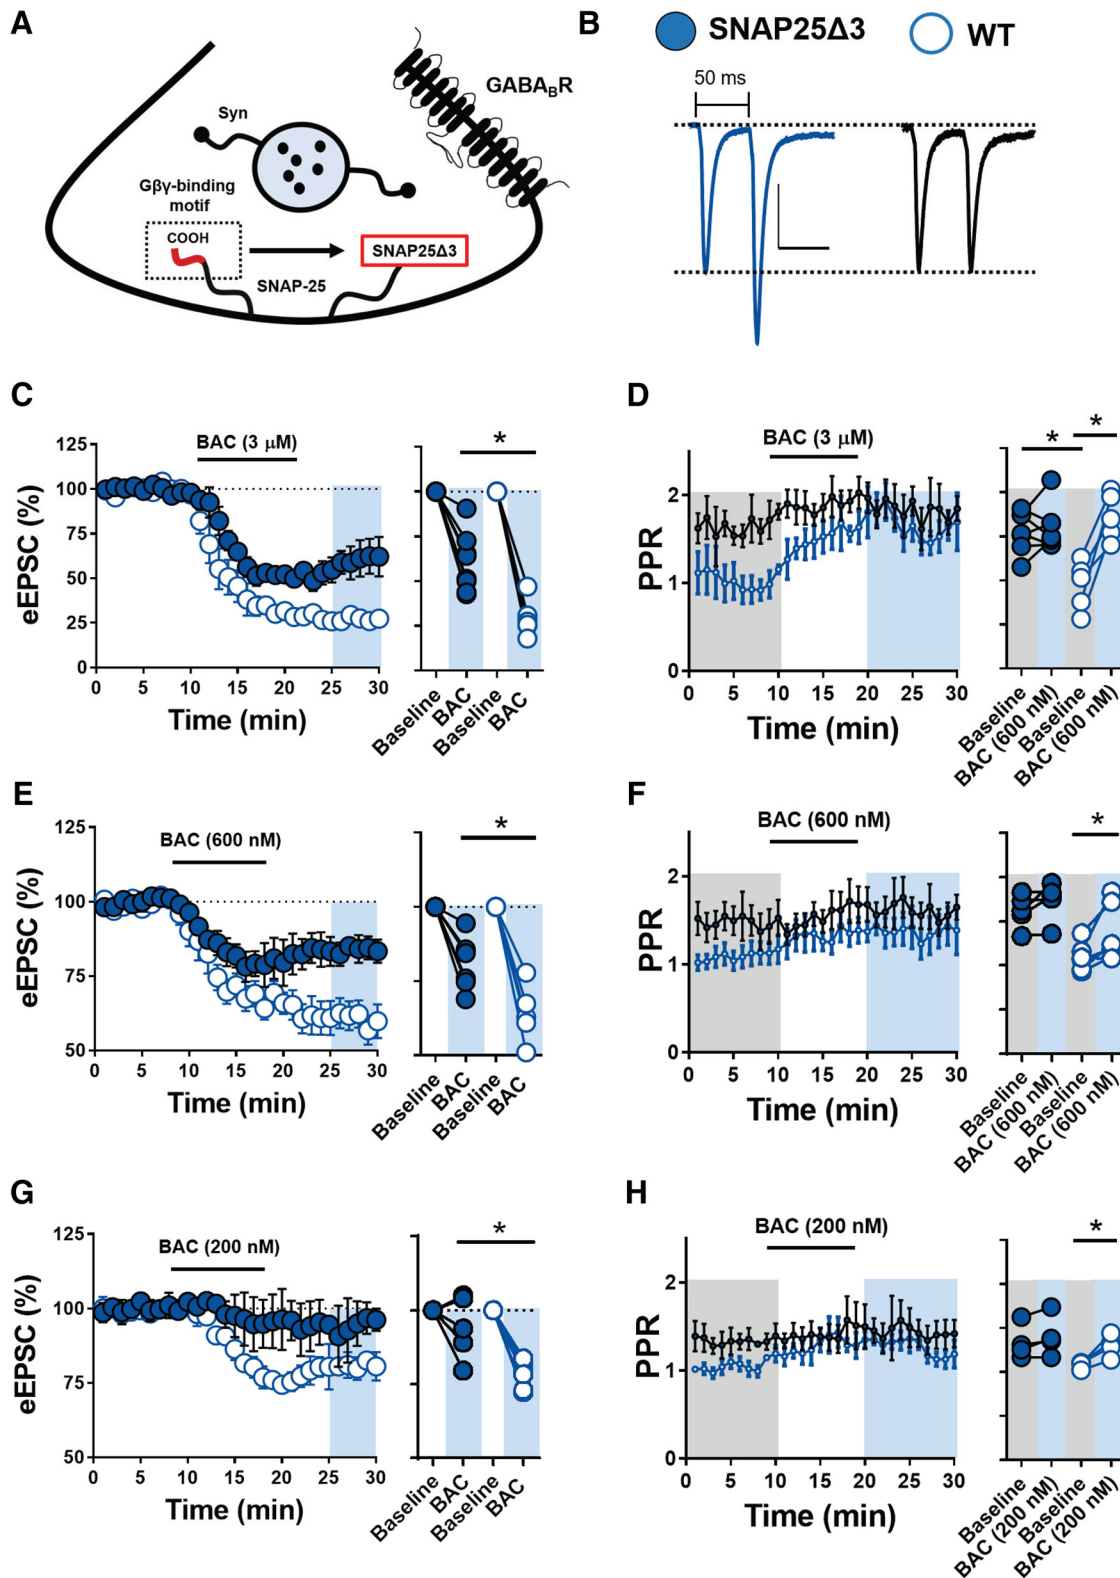 A
GABA_BR
Syn
Gβγ-binding
motif
COOH
SNAP25Δ3
SNAP-25
B
SNAP25Δ3
WT
50 ms
C
BAC (3 μM)
*
125
100
75
50
25
0
eEPSC (%)
0 5 10 15 20 25 30
Time (min)
Baseline
BAC
Baseline
BAC
D
BAC (3 μM)
*
*
2
1
0
PPR
0 5 10 15 20 25 30
Time (min)
Baseline
BAC (600 nM)
Baseline
BAC (600 nM)
E
BAC (600 nM)
*
125
100
75
50
eEPSC (%)
0 5 10 15 20 25 30
Time (min)
Baseline
BAC
Baseline
BAC
F
BAC (600 nM)
*
2
1
0
PPR
0 5 10 15 20 25 30
Time (min)
Baseline
BAC (600 nM)
Baseline
BAC (600 nM)
G
BAC (200 nM)
*
125
100
75
50
eEPSC (%)
0 5 10 15 20 25 30
Time (min)
Baseline
BAC
Baseline
BAC
H
BAC (200 nM)
*
2
1
0
PPR
0 5 10 15 20 25 30
Time (min)
Baseline
BAC (200 nM)
Baseline
BAC (200 nM)